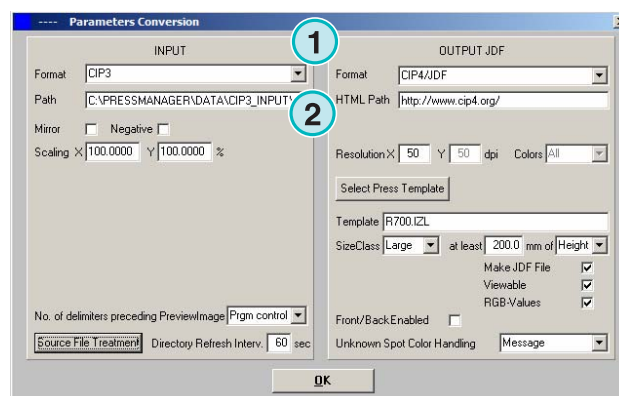 ---- Parameters Conversion
1
INPUT
Format CIP3
Path C:\PRESSMANAGER\DATA\CIP3_INPUT\
2
Mirror Negative
Scaling X 100.0000 Y 100.0000 %
No. of delimiters preceding PreviewImage Prgm control
Source File Treatment Directory Refresh Interv. 60 sec
OUTPUT JDF
Format CIP4/JDF
HTML Path http://www.cip4.org/
Resolution X 50 Y 50 dpi Colors All
Select Press Template
Template R700.IZL
SizeClass Large at least 200.0 mm of Height
Make JDF File
Viewable
RGB-Values
Front/Back Enabled
Unknown Spot Color Handling Message
OK